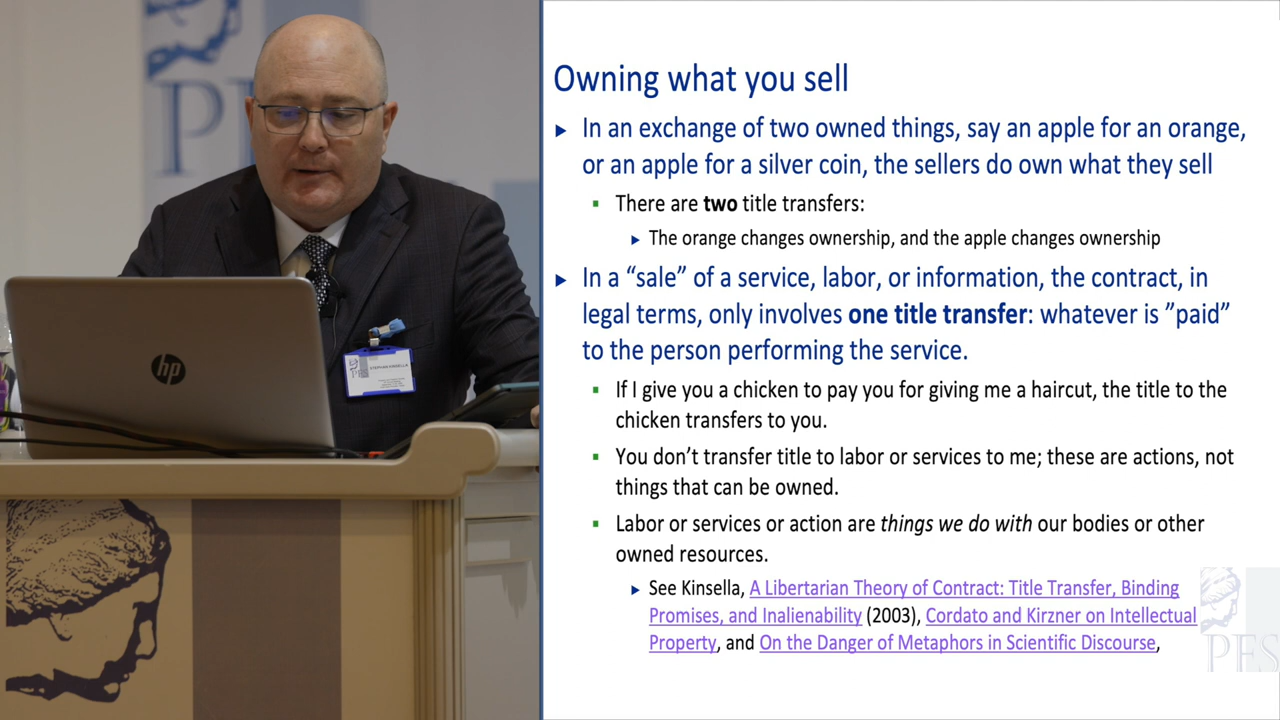 PF
hp
STEPHAN KINSELLA
Owning what you sell
In an exchange of two owned things, say an apple for an orange,
or an apple for a silver coin, the sellers do own what they sell
There are two title transfers:
The orange changes ownership, and the apple changes ownership
In a “sale” of a service, labor, or information, the contract, in
legal terms, only involves one title transfer: whatever is ”paid”
to the person performing the service.
If I give you a chicken to pay you for giving me a haircut, the title to the
chicken transfers to you.
You don’t transfer title to labor or services to me; these are actions, not
things that can be owned.
Labor or services or action are things we do with our bodies or other
owned resources.
See Kinsella, A Libertarian Theory of Contract: Title Transfer, Binding
Promises, and Inalienability (2003), Cordato and Kirzner on Intellectual
Property, and On the Danger of Metaphors in Scientific Discourse,
PFS